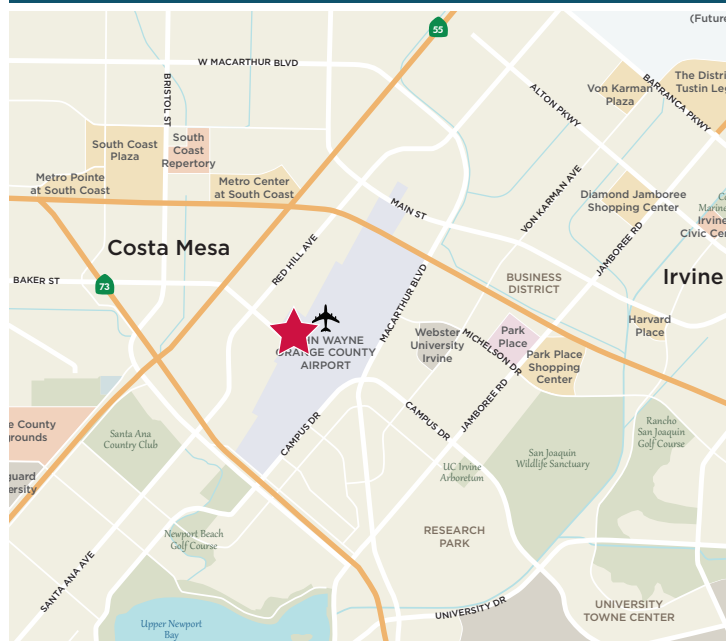 (Future
55
W MACARTHUR BLVD
BRISTOL ST
ALTON PKWY
BARRANCA PKWY
Von Karman
Plaza
The Distri
Tustin Leg
South Coast
Plaza
South
Coast
Repertory
Metro Pointe
at South Coast
Metro Center
at South Coast
MAIN ST
VON KARMAN AVE
Diamond Jamboree
Shopping Center
Marine
Irvine
Civic Cen
JAMBOREE RD
Costa Mesa
RED HILL AVE
MACARTHUR BLVD
BUSINESS
DISTRICT
Irvine
BAKER ST
73
Webster
University
Irvine
MICHELSON DR
Park
Place
Harvard
Place
Park Place
Shopping
Center
IN WAYNE
ORANGE COUNTY
AIRPORT
JAMBOREE RD
CAMPUS DR
CAMPUS DR
e County
grounds
Santa Ana
Country Club
Rancho
San Joaquin
Golf Course
San Joaquin
Wildlife Sanctuary
UC Irvine
Arboretum
guard
ersity
Newport Beach
Golf Course
RESEARCH
PARK
SANTA ANA AVE
UNIVERSITY DR
UNIVERSITY
TOWNE CENTER
Upper Newport
Bay